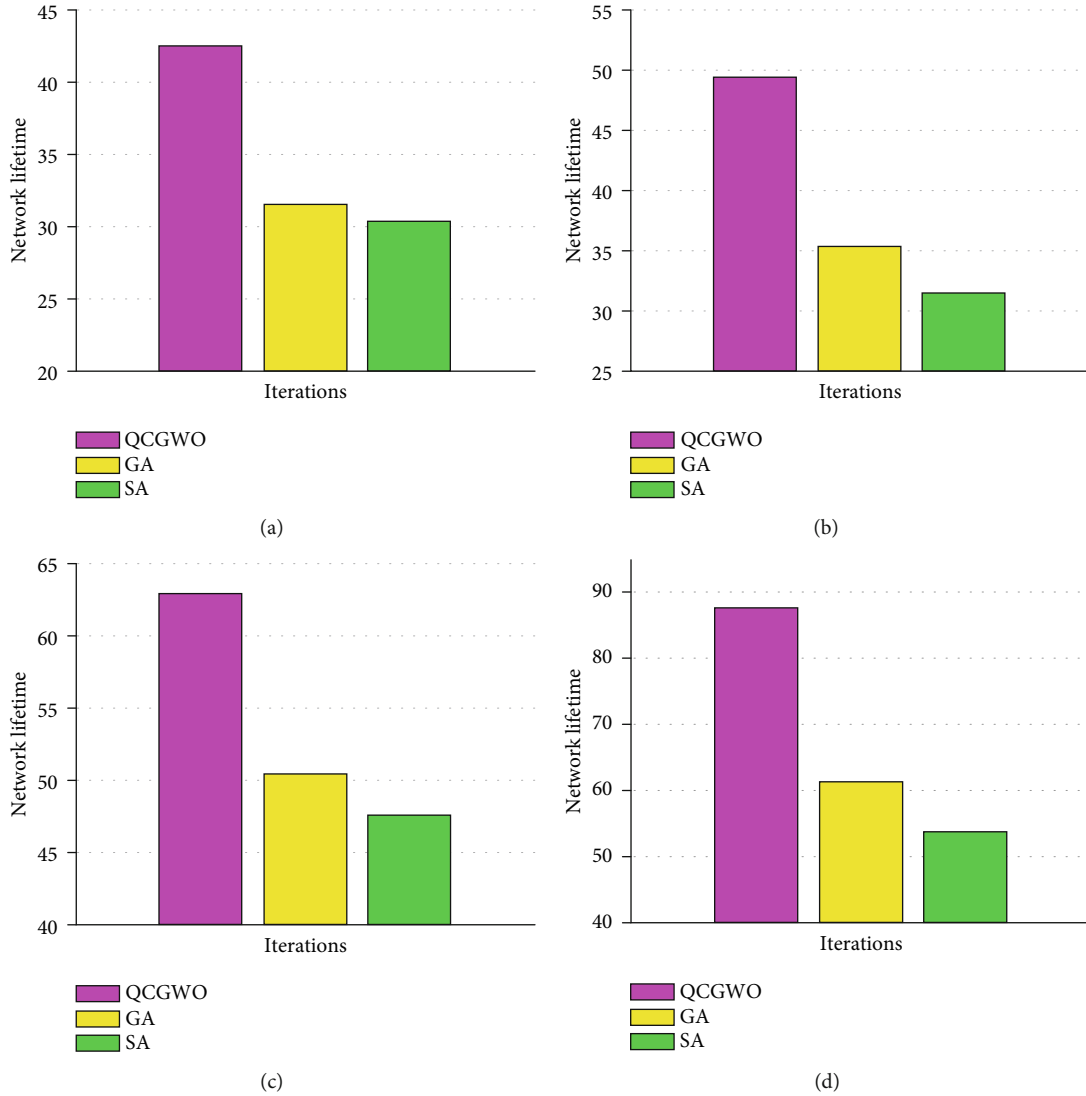 45
40
35
30
25
20
Network lifetime
Iterations
QCGWO
GA
SA
(a)
55
50
45
40
35
30
25
Network lifetime
Iterations
QCGWO
GA
SA
(b)
65
60
55
50
45
40
Network lifetime
Iterations
QCGWO
GA
SA
(c)
90
80
70
60
50
40
Network lifetime
Iterations
QCGWO
GA
SA
(d)